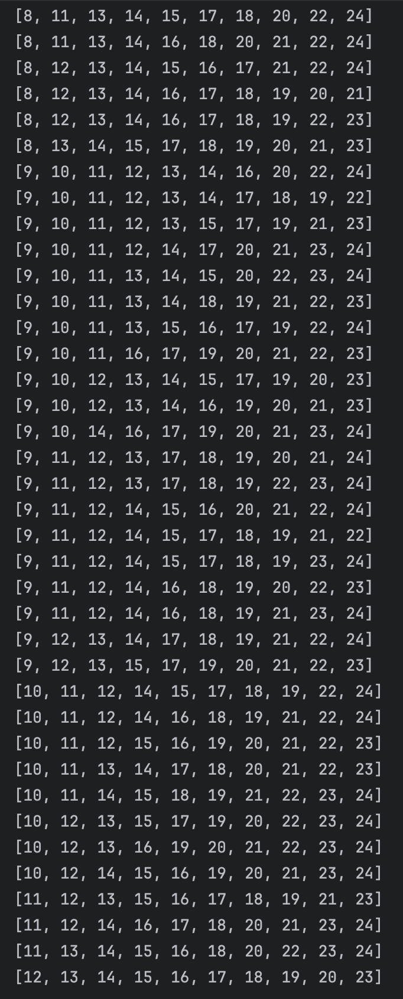 [8, 11, 13, 14, 15, 17, 18, 20, 22, 24]
[8, 11, 13, 14, 16, 18, 20, 21, 22, 24]
[8, 12, 13, 14, 15, 16, 17, 21, 22, 24]
[8, 12, 13, 14, 16, 17, 18, 19, 20, 21]
[8, 12, 13, 14, 16, 17, 18, 19, 22, 23]
[8, 13, 14, 15, 17, 18, 19, 20, 21, 23]
[9, 10, 11, 12, 13, 14, 16, 20, 22, 24]
[9, 10, 11, 12, 13, 14, 17, 18, 19, 22]
[9, 10, 11, 12, 13, 15, 17, 19, 21, 23]
[9, 10, 11, 12, 14, 17, 20, 21, 23, 24]
[9, 10, 11, 13, 14, 15, 20, 22, 23, 24]
[9, 10, 11, 13, 14, 18, 19, 21, 22, 23]
[9, 10, 11, 13, 15, 16, 17, 19, 22, 24]
[9, 10, 11, 16, 17, 19, 20, 21, 22, 23]
[9, 10, 12, 13, 14, 15, 17, 19, 20, 23]
[9, 10, 12, 13, 14, 16, 19, 20, 21, 23]
[9, 10, 14, 16, 17, 19, 20, 21, 23, 24]
[9, 11, 12, 13, 17, 18, 19, 20, 21, 24]
[9, 11, 12, 13, 17, 18, 19, 22, 23, 24]
[9, 11, 12, 14, 15, 16, 20, 21, 22, 24]
[9, 11, 12, 14, 15, 17, 18, 19, 21, 22]
[9, 11, 12, 14, 15, 17, 18, 19, 23, 24]
[9, 11, 12, 14, 16, 18, 19, 20, 22, 23]
[9, 11, 12, 14, 16, 18, 19, 21, 23, 24]
[9, 12, 13, 14, 17, 18, 19, 21, 22, 24]
[9, 12, 13, 15, 17, 19, 20, 21, 22, 23]
[10, 11, 12, 14, 15, 17, 18, 19, 22, 24]
[10, 11, 12, 14, 16, 18, 19, 21, 22, 24]
[10, 11, 12, 15, 16, 19, 20, 21, 22, 23]
[10, 11, 13, 14, 17, 18, 20, 21, 22, 23]
[10, 11, 14, 15, 18, 19, 21, 22, 23, 24]
[10, 12, 13, 15, 17, 19, 20, 22, 23, 24]
[10, 12, 13, 16, 19, 20, 21, 22, 23, 24]
[10, 12, 14, 15, 16, 19, 20, 21, 23, 24]
[11, 12, 13, 15, 16, 17, 18, 19, 21, 23]
[11, 12, 14, 16, 17, 18, 20, 21, 23, 24]
[11, 13, 14, 15, 16, 18, 20, 22, 23, 24]
[12, 13, 14, 15, 16, 17, 18, 19, 20, 23]